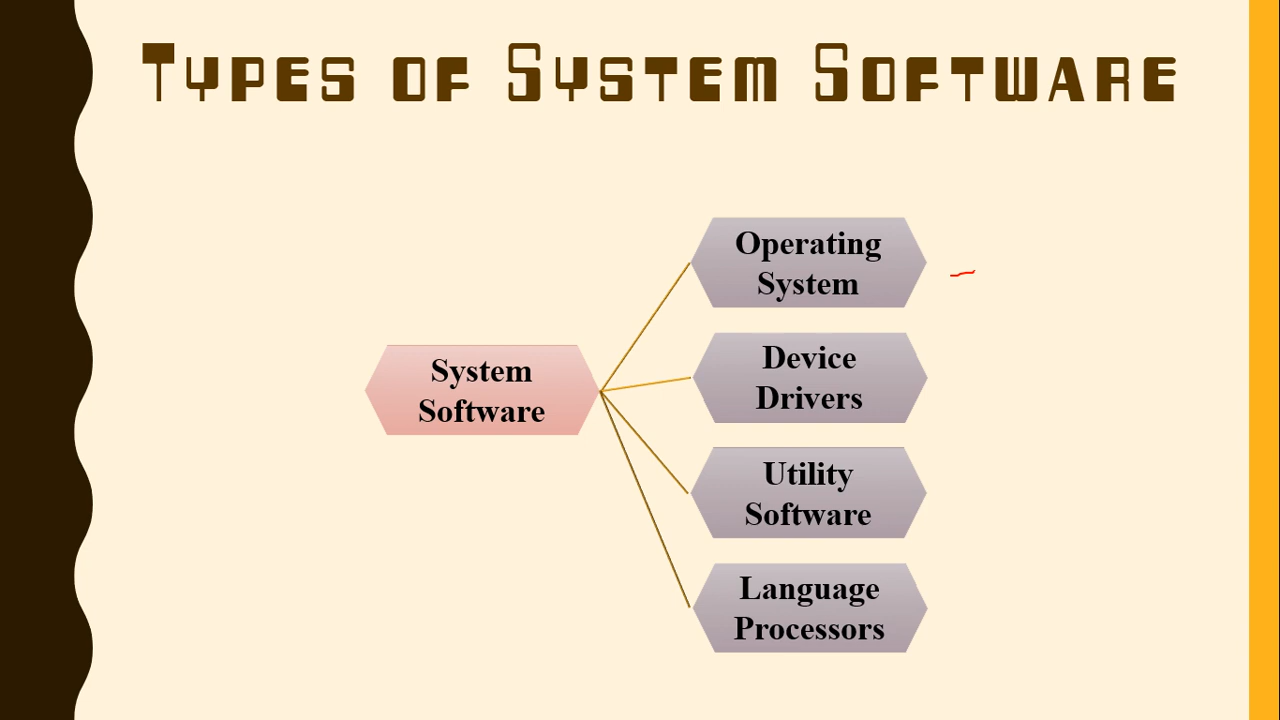 Types of System Software
Operating
System
Device
Drivers
System
Software
Utility
Software
Language
Processors